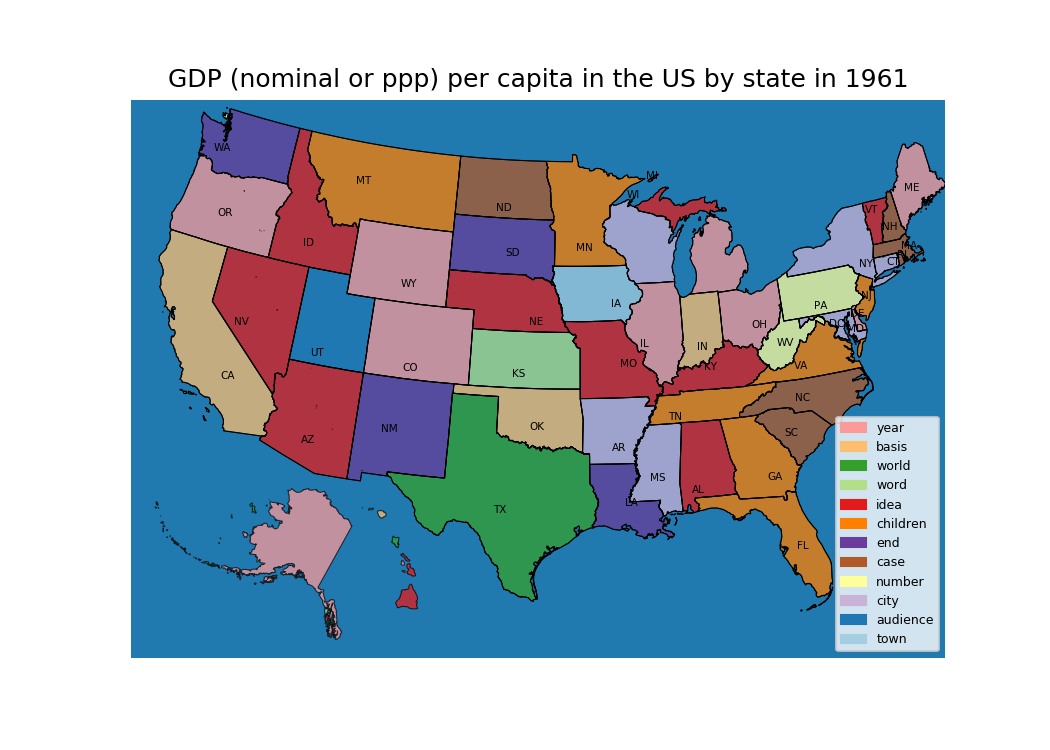 GDP (nominal or ppp) per capita in the US by state in 1961
WA
MT
ND
MI
VT
ME
OR
ID
SD
MN
WI
NH
MA
NY
CT
WY
IA
NE
PA
NJ
NV
UT
CO
KS
MO
IL
IN
OH
WV
MD
VA
KY
CA
AZ
NM
OK
AR
TN
NC
SC
TX
LA
MS
AL
GA
FL
year
basis
world
word
idea
children
end
case
number
city
audience
town